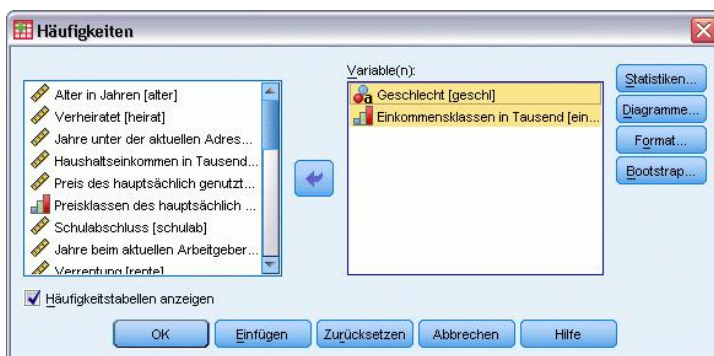 Häufigkeiten
Alter in Jahren [alter]
Verheiratet [heirat]
Jahre unter der aktuellen Adres...
Haushaltseinkommen in Tausend...
Preis des hauptsächlich genutzt...
Preisklassen des hauptsächlich ...
Schulabschluss [schulab]
Jahre beim aktuellen Arbeitgeber...
Verrentung [rente]
Variable(n):
Geschlecht [geschl]
Einkommensklassen in Tausend [ein...
Statistiken...
Diagramme...
Format...
Bootstrap...
Häufigkeitstabellen anzeigen
OK
Einfügen
Zurücksetzen
Abbrechen
Hilfe